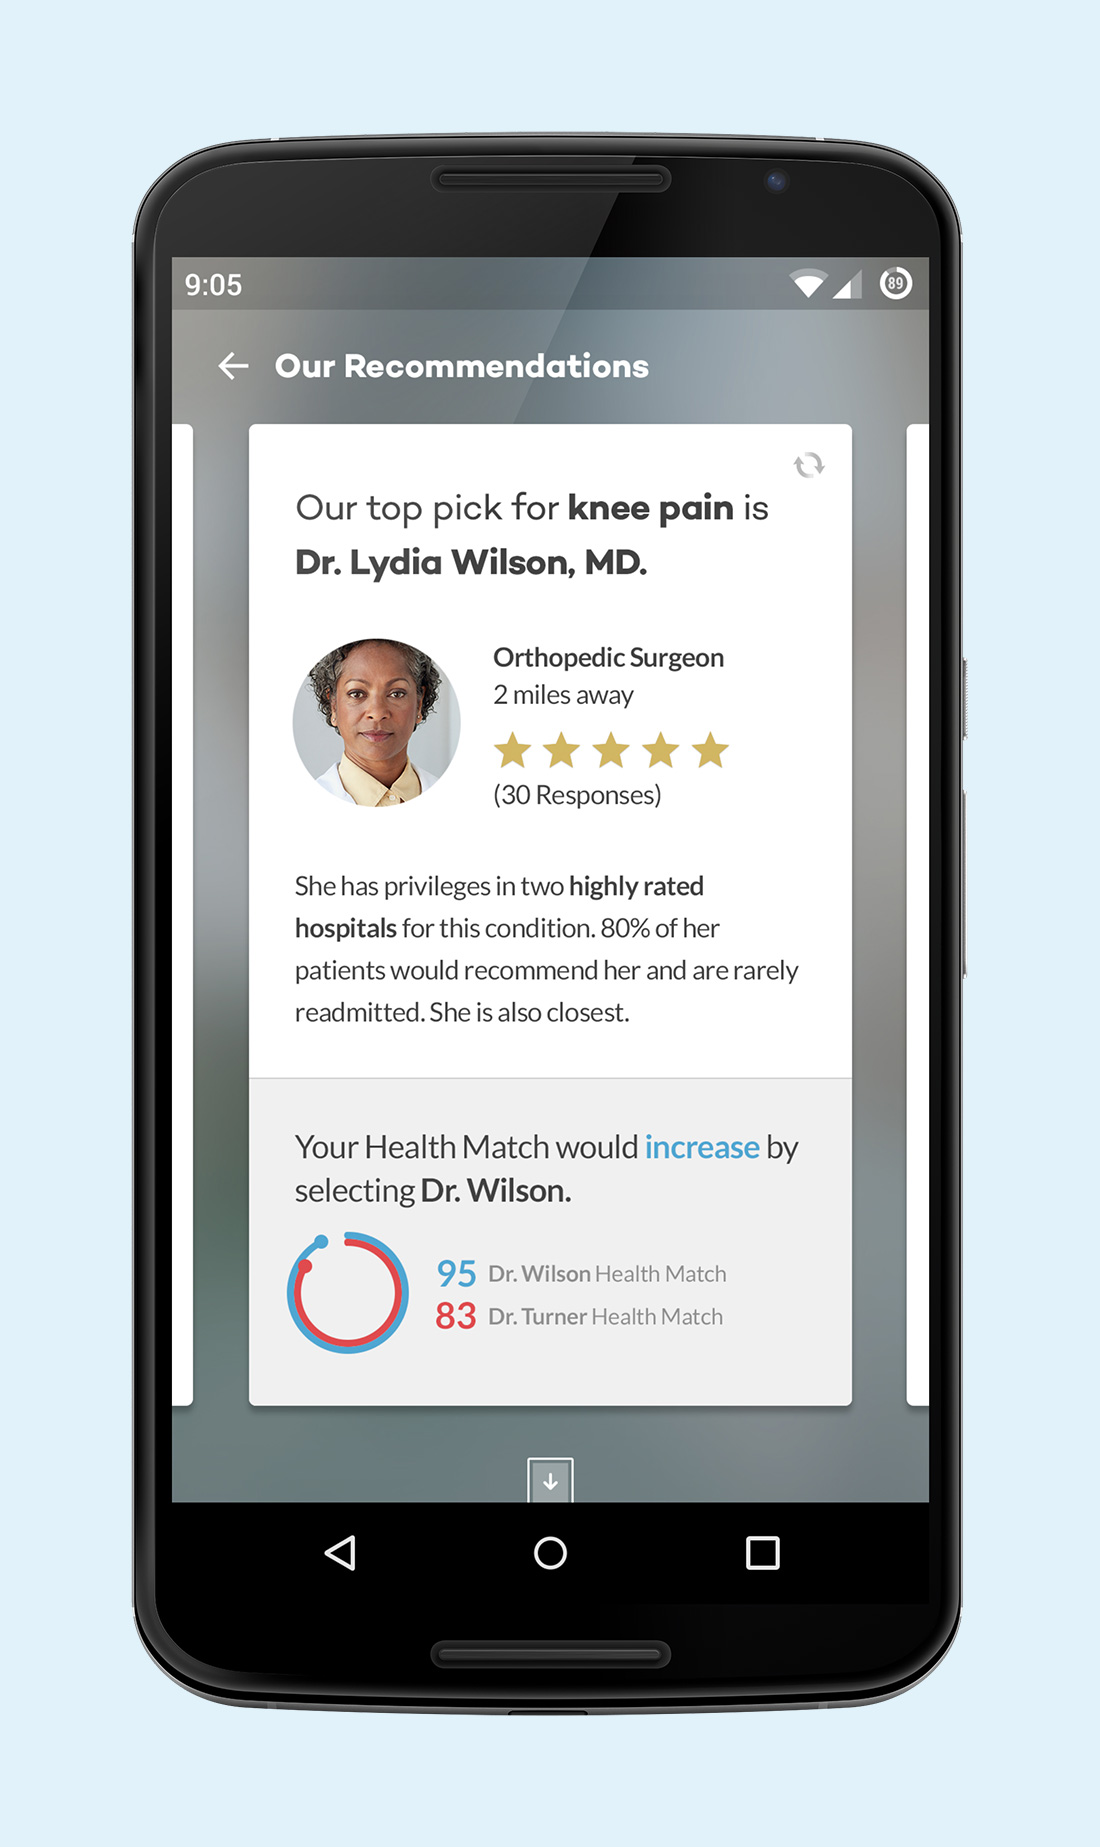 9:05
89
Our Recommendations
Our top pick for knee pain is
Dr. Lydia Wilson, MD.
Orthopedic Surgeon
2 miles away
(30 Responses)
She has privileges in two highly rated
hospitals for this condition. 80% of her
patients would recommend her and are rarely
readmitted. She is also closest.
Your Health Match would increase by
selecting Dr. Wilson.
95 Dr. Wilson Health Match
83 Dr. Turner Health Match